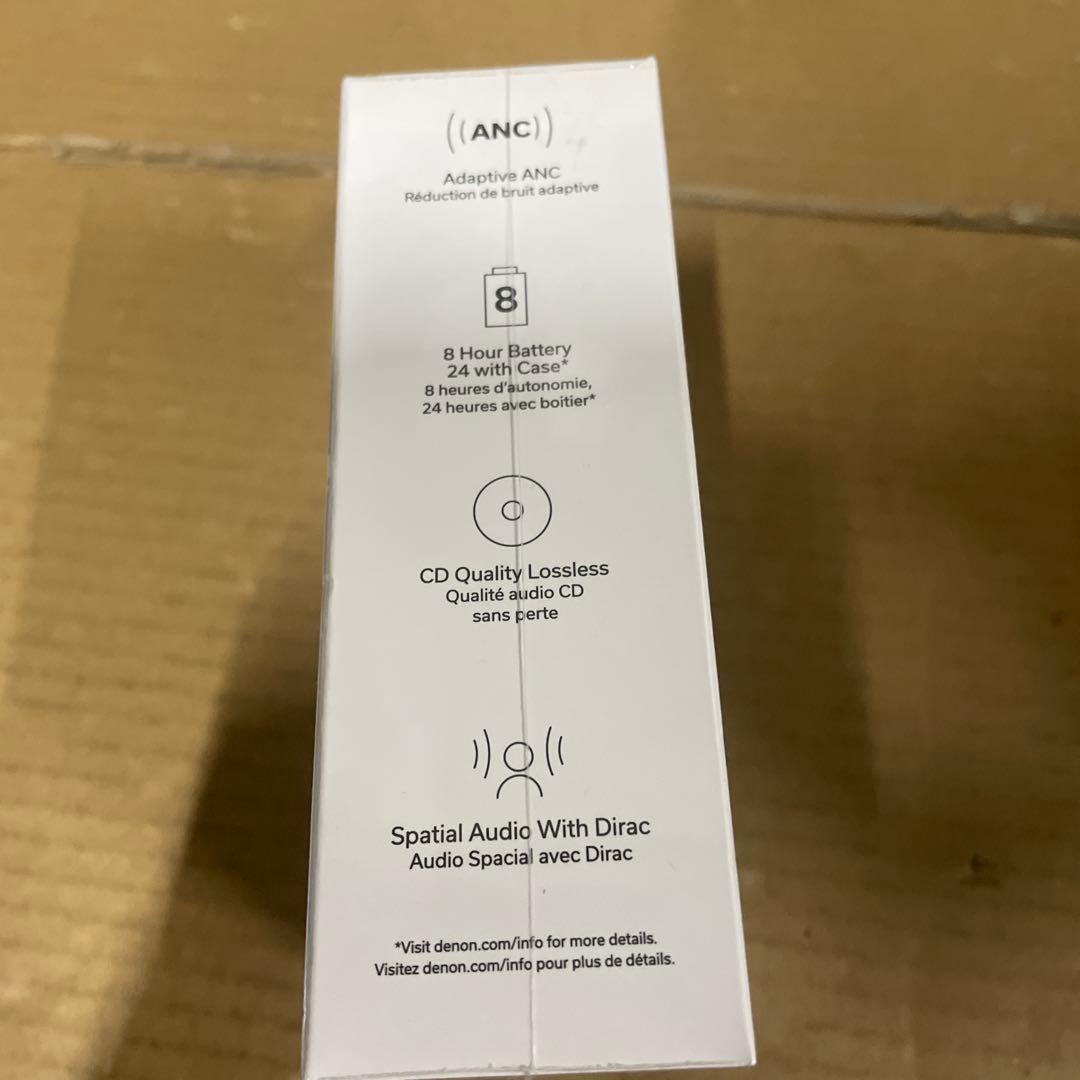 ((ANC))
Adaptive ANC
Réduction de bruit adaptive
8
8 Hour Battery
24 with Case*
8 heures d'autonomie,
24 heures avec boitier*
CD Quality Lossless
Qualité audio CD
sans perte
Spatial Audio With Dirac
Audio Spacial avec Dirac
*Visit denon.com/info for more details.
Visitez denon.com/info pour plus de détails.